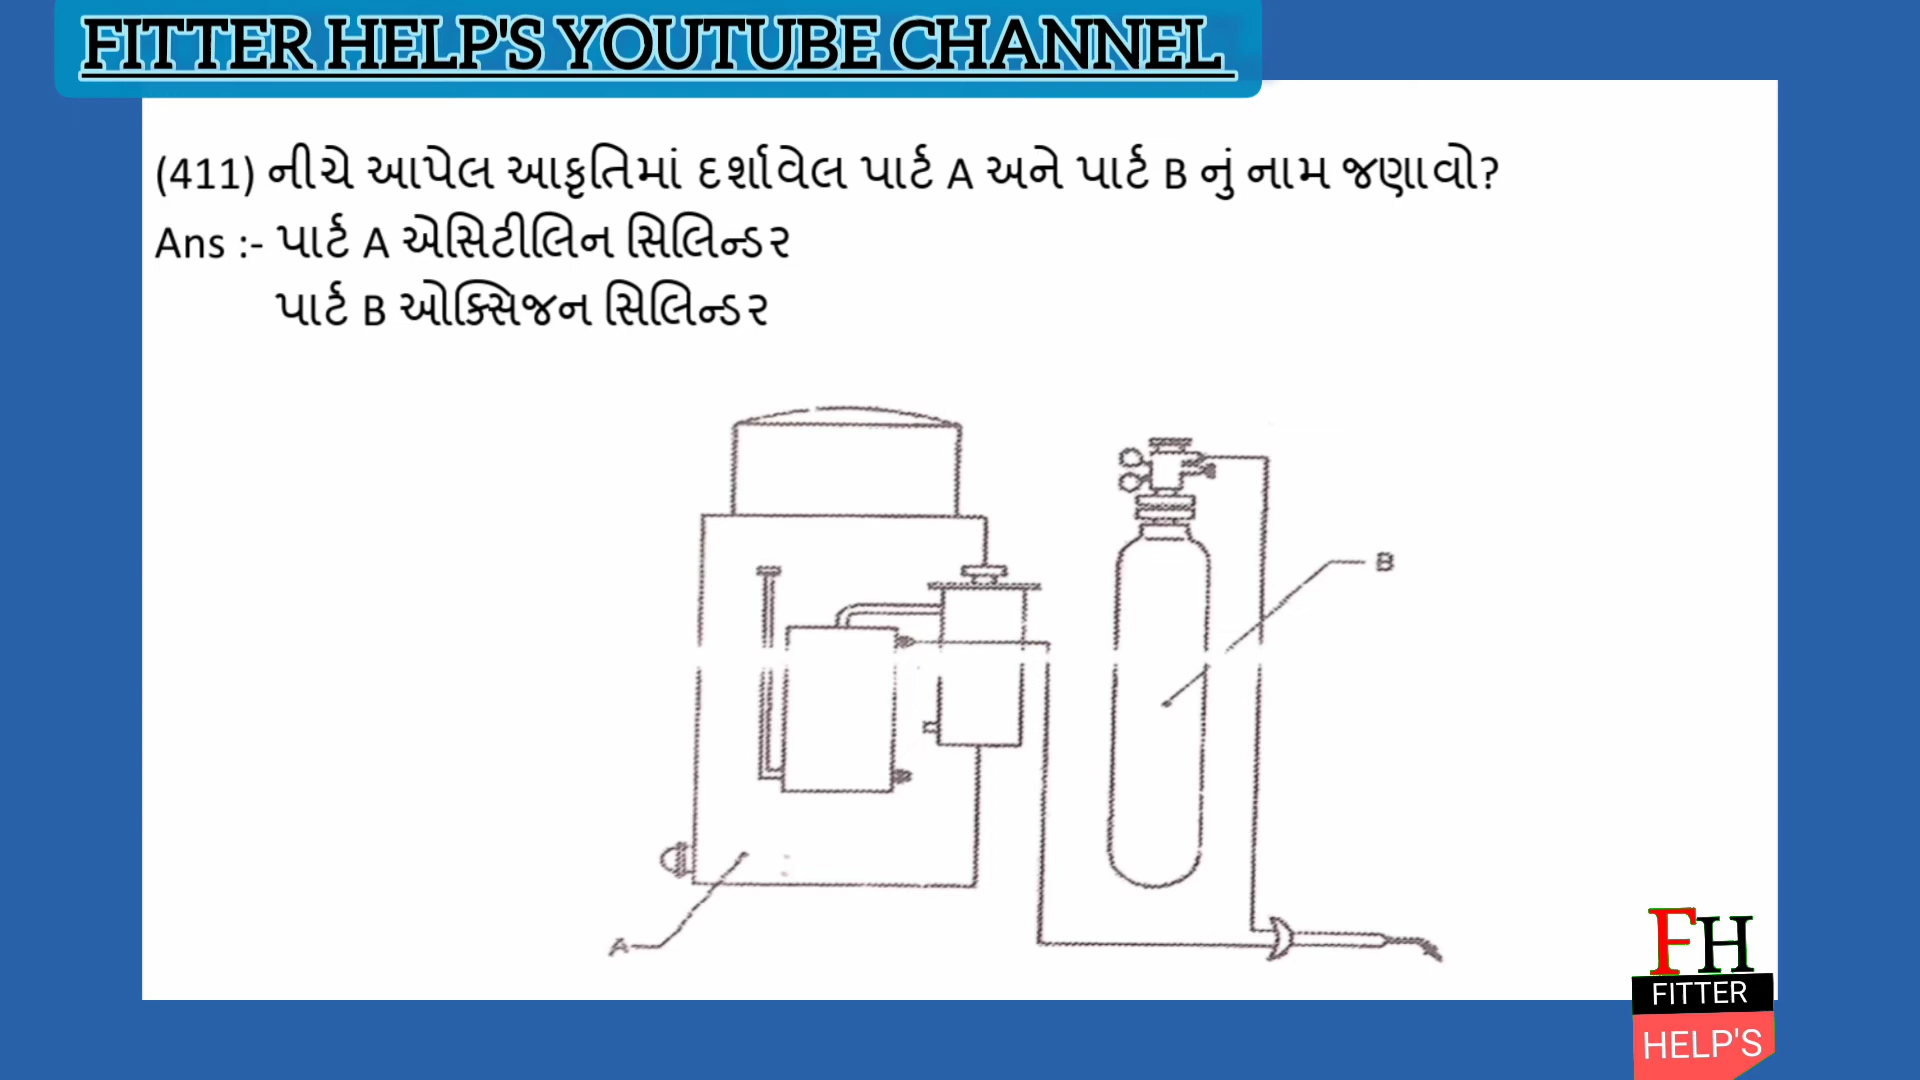 FITTER HELP'S YOUTUBE CHANNEL
(411) નીચે આપેલ આકૃતિમાં દર્શાવેલ પાર્ટ A અને પાર્ટ B નું નામ જણાવો?
Ans :- પાર્ટ A એસિટીલિન સિલિન્ડર
પાર્ટ B ઓક્સિજન સિલિન્ડર
B
A
FH
FITTER
HELP'S